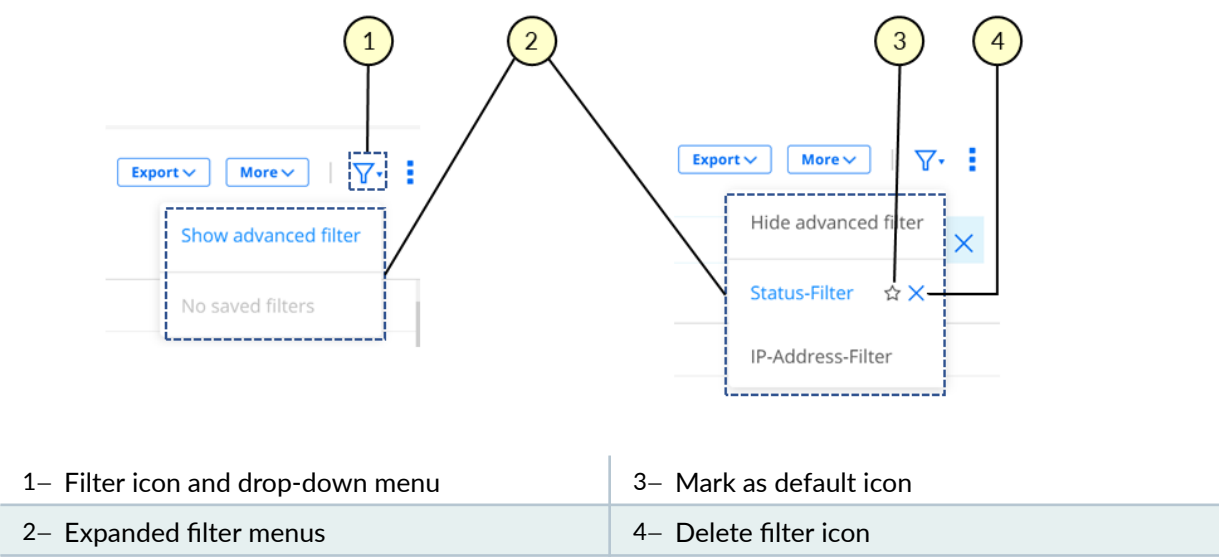 1 2 3 4
Export More Export More
Show advanced filter Hide advanced filter
No saved filters Status-Filter
IP-Address-Filter
1– Filter icon and drop-down menu 3– Mark as default icon
2– Expanded filter menus 4– Delete filter icon